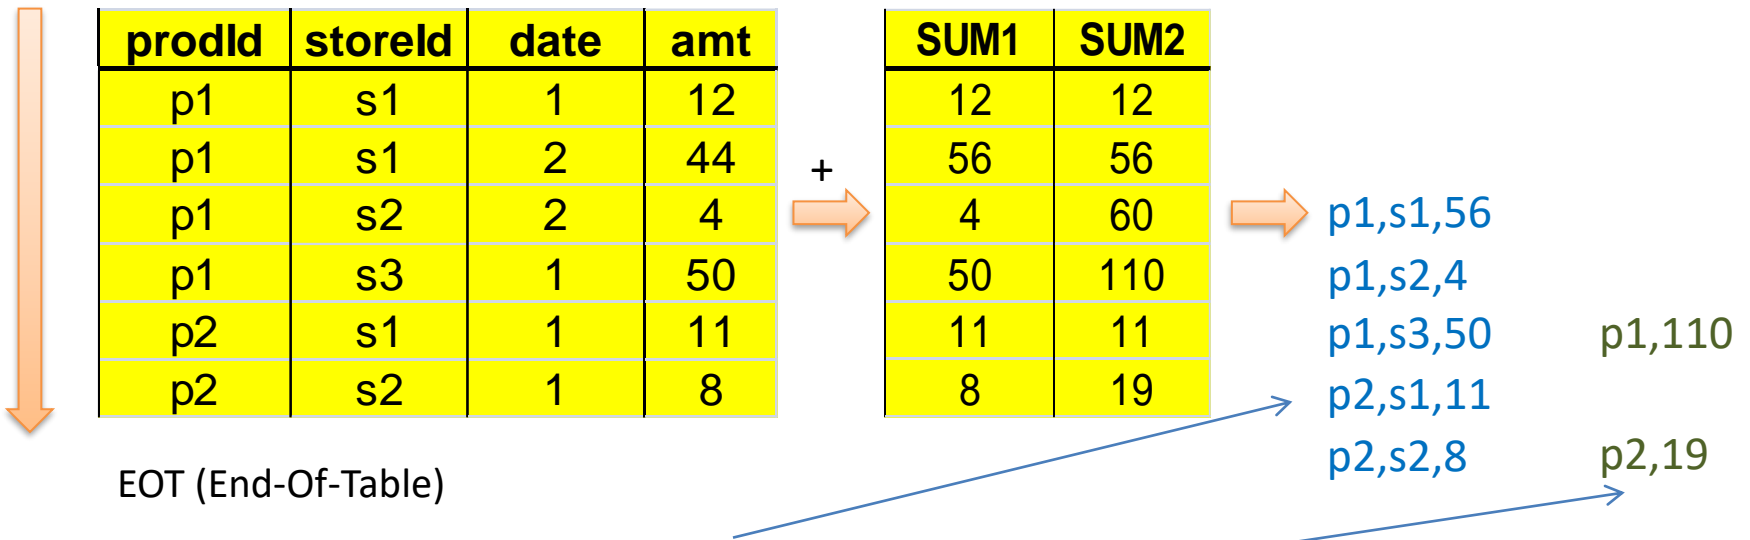 prodId storeId date amt SUM1 SUM2
p1 s1 1 12 12 12
p1 s1 2 44 + 56 56
p1 s2 2 4 4 60 p1,s1,56
p1 s3 1 50 50 110 p1,s2,4
p2 s1 1 11 11 11 p1,s3,50 p1,110
p2 s2 1 8 8 19 p2,s1,11
p2,s2,8 p2,19
EOT (End-Of-Table)